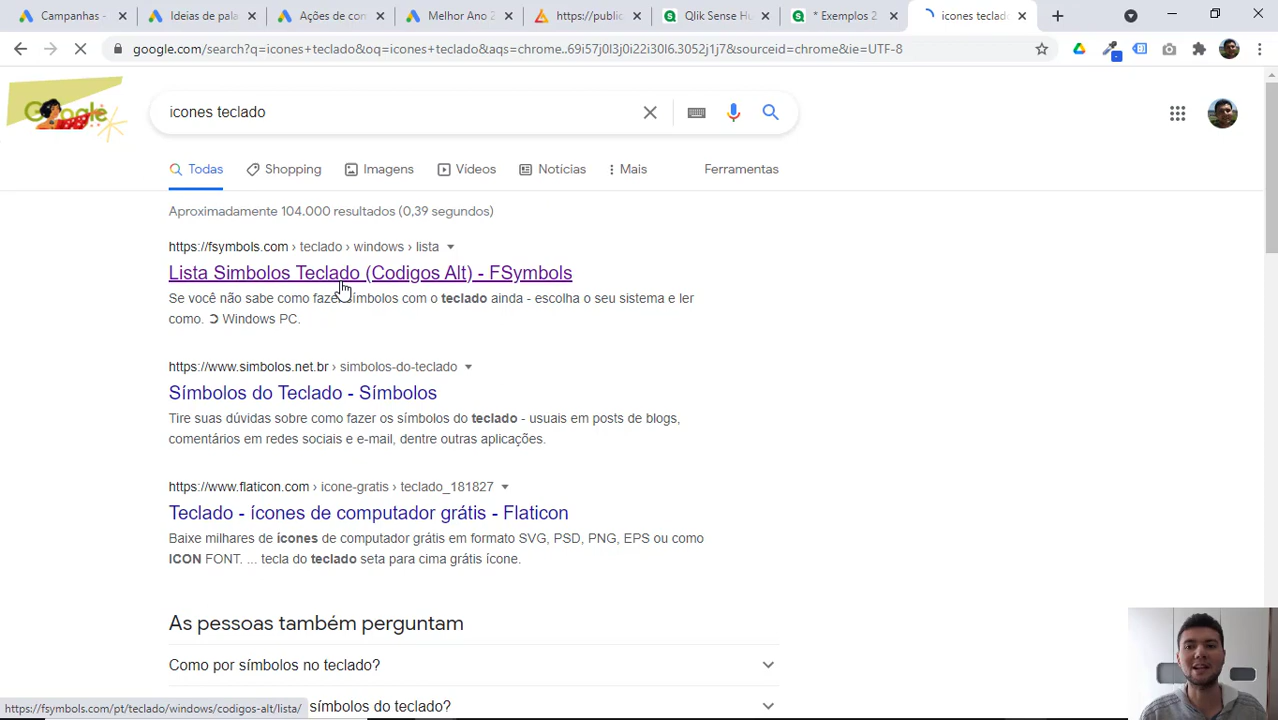 Campanhas -
Ideias de pala
Ações de con
Melhor Ano 2
https://public
Qlik Sense Hu
* Exemplos 2
icones teclad
google.com/search?q=icones+teclado&oq=icones+teclado&aqs=chrome..69i57j0l3j0i22i30l6.3052j1j7&sourceid=chrome&ie=UTF-8
Google
icones teclado
Todas
Shopping
Imagens
Vídeos
Notícias
Mais
Ferramentas
Aproximadamente 104.000 resultados (0,39 segundos)
https://fsymbols.com › teclado › windows › lista
Lista Simbolos Teclado (Codigos Alt) - FSymbols
Se você não sabe como fazer símbolos com o teclado ainda - escolha o seu sistema e ler
como. Ɔ Windows PC.
https://www.simbolos.net.br › simbolos-do-teclado
Símbolos do Teclado - Símbolos
Tire suas dúvidas sobre como fazer os símbolos do teclado - usuais em posts de blogs,
comentários em redes sociais e e-mail, dentre outras aplicações.
https://www.flaticon.com › icone-gratis › teclado_181827
Teclado - ícones de computador grátis - Flaticon
Baixe milhares de ícones de computador grátis em formato SVG, PSD, PNG, EPS ou como
ICON FONT. ... tecla do teclado seta para cima grátis ícone.
As pessoas também perguntam
Como por símbolos no teclado?
símbolos do teclado?
https://fsymbols.com/pt/teclado/windows/codigos-alt/lista/